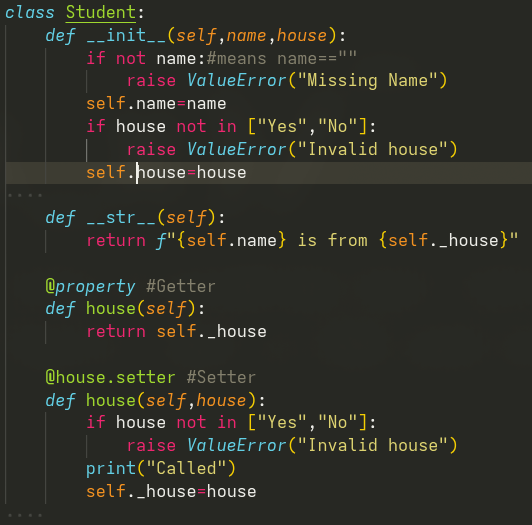 class Student:
    def __init__(self,name,house):
        if not name:#means name==""
            raise ValueError("Missing Name")
        self.name=name
        if house not in ["Yes","No"]:
            raise ValueError("Invalid house")
        self.house=house

    def __str__(self):
        return f"{self.name} is from {self._house}"

    @property #Getter
    def house(self):
        return self._house

    @house.setter #Setter
    def house(self,house):
        if house not in ["Yes","No"]:
            raise ValueError("Invalid house")
        print("Called")
        self._house=house